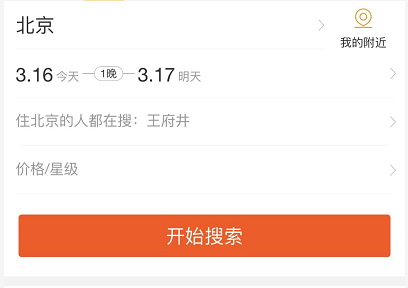 北京
我的附近
3.16 今天 1晚 3.17 明天
住北京的人都在搜：王府井
价格/星级
开始搜索